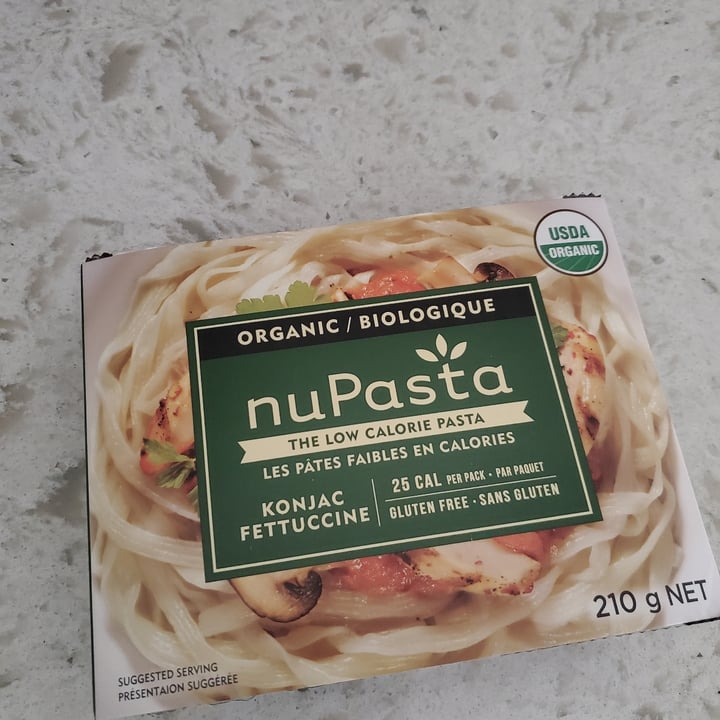 USDA
ORGANIC
ORGANIC / BIOLOGIQUE
nuPasta
THE LOW CALORIE PASTA
LES PÂTES FAIBLES EN CALORIES
KONJAC
FETTUCCINE
25 CAL PER PACK • PAR PAQUET
GLUTEN FREE • SANS GLUTEN
210 g NET
SUGGESTED SERVING
PRÉSENTAION SUGGÉRÉE